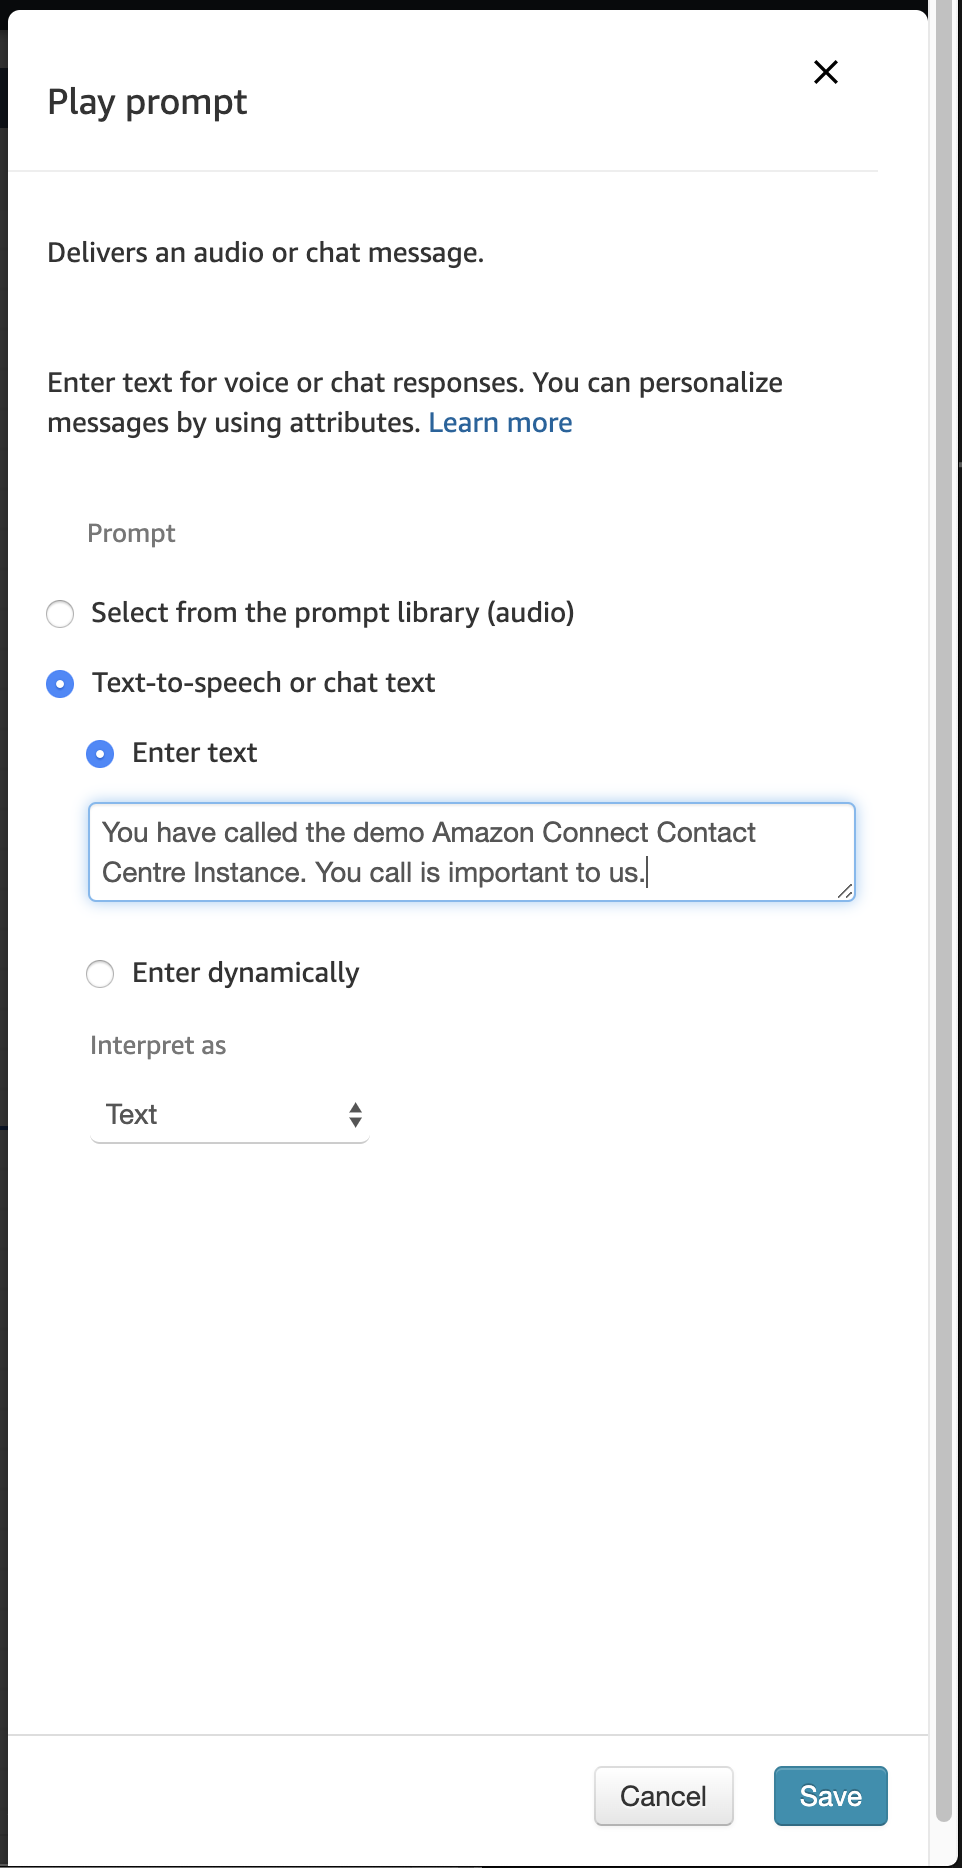 Play prompt
Delivers an audio or chat message.
Enter text for voice or chat responses. You can personalize
messages by using attributes. Learn more
Prompt
Select from the prompt library (audio)
Text-to-speech or chat text
Enter text
You have called the demo Amazon Connect Contact
Centre Instance. You call is important to us.
Enter dynamically
Interpret as
Text
Cancel Save